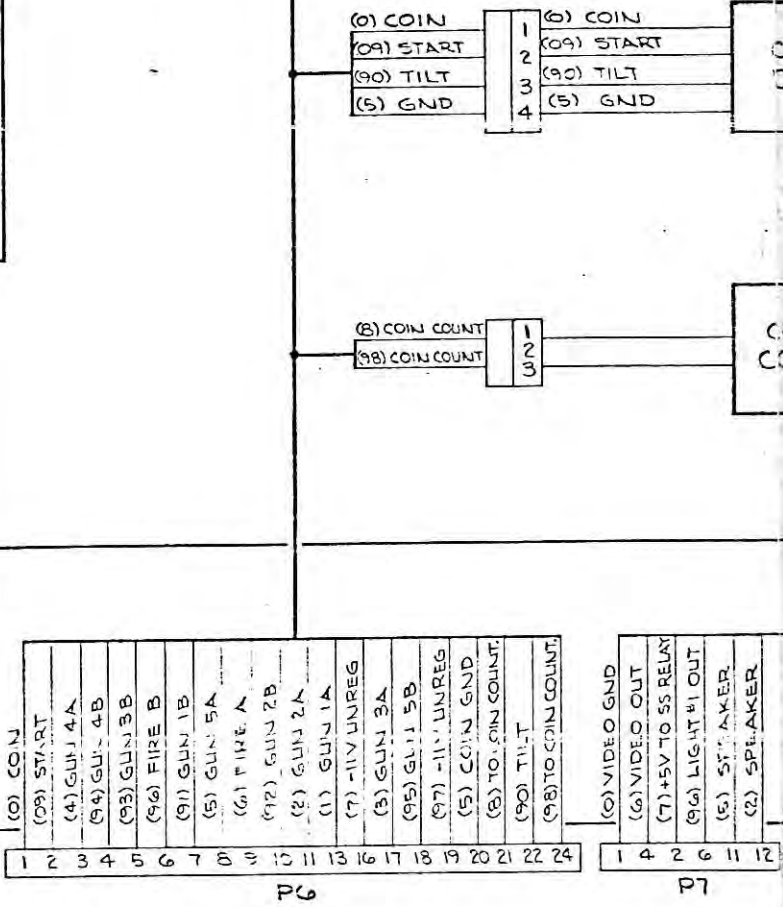 (0) COIN
(09) START
(90) TILT
(5) GND
1
2
3
4
(0) COIN
(09) START
(90) TILT
(5) GND
(8) COIN COUNT
(98) COIN COUNT
1
2
3
(0) COIN
(09) START
(4) GUN 4A
(94) GUN 4B
(93) GUN 3B
(96) FIRE B
(91) GUN 1B
(5) GUN 5A
(6) FIRE A
(92) GUN 2B
(2) GUN 2A
(1) GUN 1A
(7) -11V UNREG
(3) GUN 3A
(95) GUN 5B
(97) -11V UNREG
(5) COIN GND
(8) TO COIN COUNT.
(90) TILT
(98) TO COIN COUNT.
1 2 3 4 5 6 7 8 9 10 11 13 16 17 18 19 20 21 22 24
P6
(0) VIDEO GND
(6) VIDEO OUT
(7) +5V TO SS RELAY
(96) LIGHT #1 OUT
(5) SPEAKER
(2) SPEAKER
1 4 2 6 11 12
P7